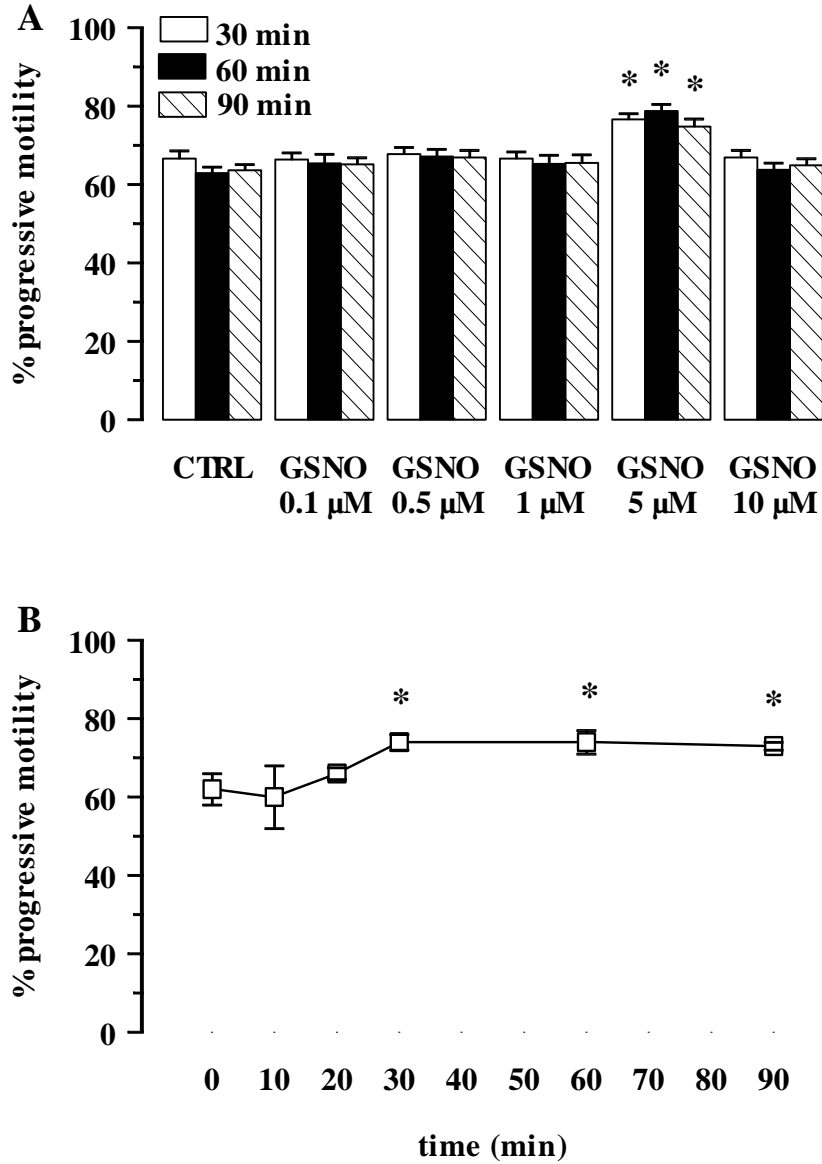 A
100
80
60
40
20
0
% progressive motility
30 min
60 min
90 min
* * *
CTRL GSNO GSNO GSNO GSNO GSNO
0.1 µM 0.5 µM 1 µM 5 µM 10 µM
B
100
80
60
40
20
0
% progressive motility
* * *
0 10 20 30 40 50 60 70 80 90
time (min)